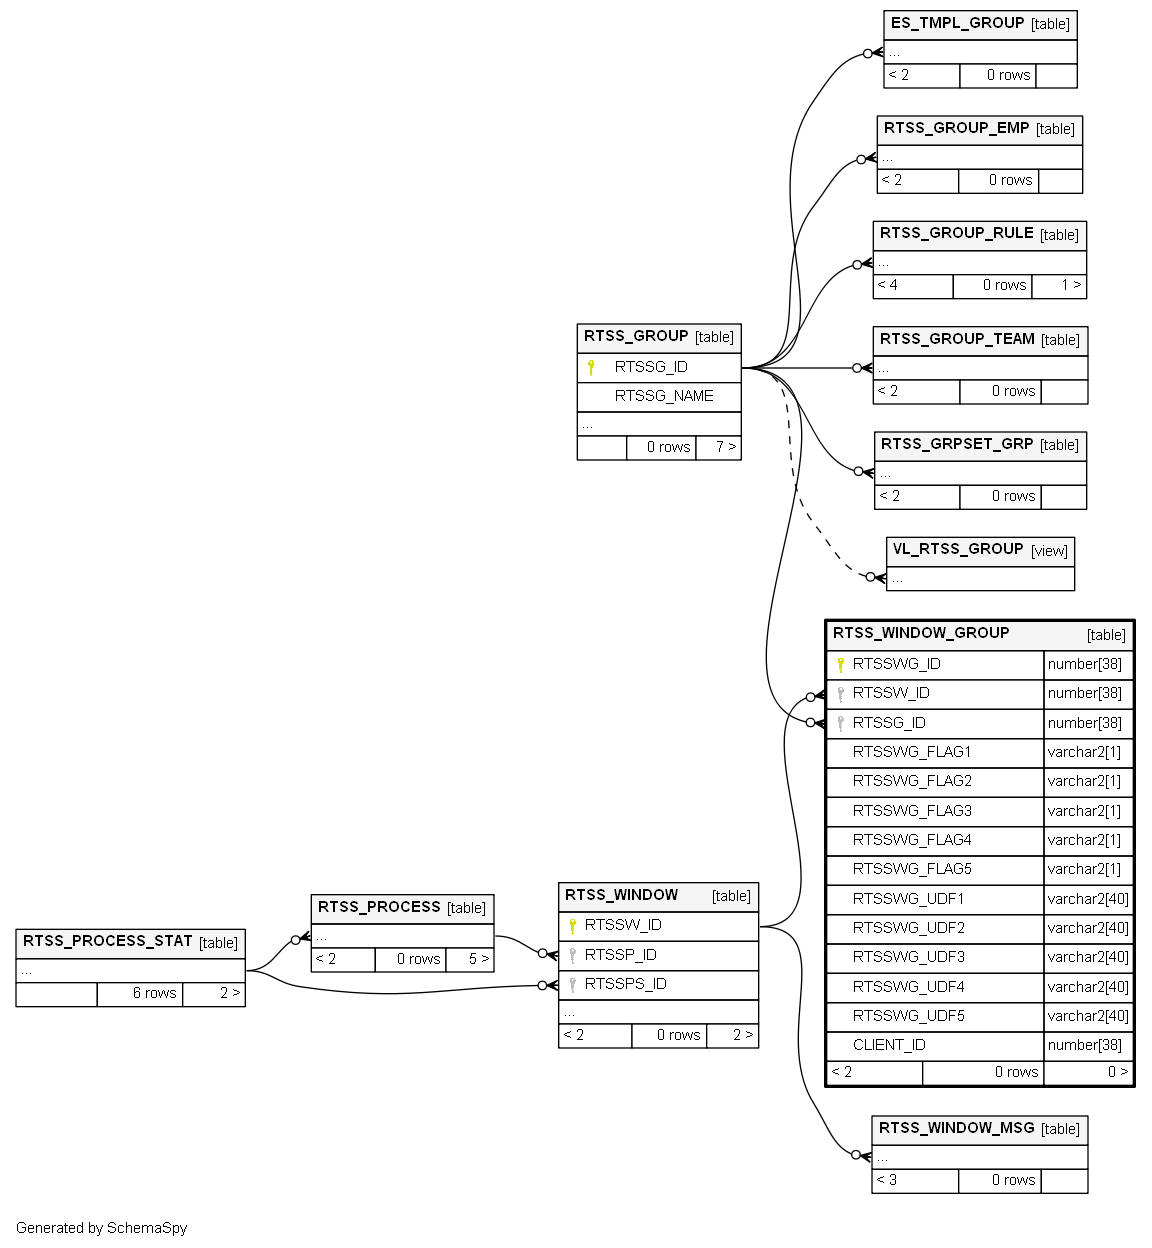 ES_TMPL_GROUP [table]
...
< 2 0 rows
RTSS_GROUP_EMP [table]
...
< 2 0 rows
RTSS_GROUP_RULE [table]
...
< 4 0 rows 1 >
RTSS_GROUP [table]
RTSSG_ID
RTSSG_NAME
...
0 rows 7 >
RTSS_GROUP_TEAM [table]
...
< 2 0 rows
RTSS_GRPSET_GRP [table]
...
< 2 0 rows
VL_RTSS_GROUP [view]
...
RTSS_WINDOW_GROUP [table]
RTSSWG_ID number[38]
RTSSW_ID number[38]
RTSSG_ID number[38]
RTSSWG_FLAG1 varchar2[1]
RTSSWG_FLAG2 varchar2[1]
RTSSWG_FLAG3 varchar2[1]
RTSSWG_FLAG4 varchar2[1]
RTSSWG_FLAG5 varchar2[1]
RTSSWG_UDF1 varchar2[40]
RTSSWG_UDF2 varchar2[40]
RTSSWG_UDF3 varchar2[40]
RTSSWG_UDF4 varchar2[40]
RTSSWG_UDF5 varchar2[40]
CLIENT_ID number[38]
< 2 0 rows 0 >
RTSS_PROCESS_STAT [table]
...
6 rows 2 >
RTSS_PROCESS [table]
...
< 2 0 rows 5 >
RTSS_WINDOW [table]
RTSSW_ID
RTSSP_ID
RTSSPS_ID
...
< 2 0 rows 2 >
RTSS_WINDOW_MSG [table]
...
< 3 0 rows
Generated by SchemaSpy